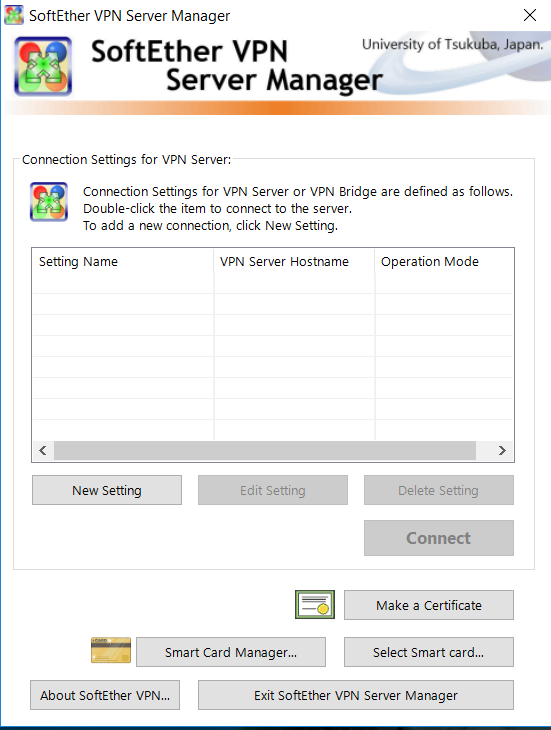 SoftEther VPN Server Manager
SoftEther VPN
Server Manager
University of Tsukuba, Japan.
Connection Settings for VPN Server:
Connection Settings for VPN Server or VPN Bridge are defined as follows.
Double-click the item to connect to the server.
To add a new connection, click New Setting.
Setting Name VPN Server Hostname Operation Mode
New Setting Edit Setting Delete Setting
Connect
Make a Certificate
Smart Card Manager... Select Smart card...
About SoftEther VPN... Exit SoftEther VPN Server Manager